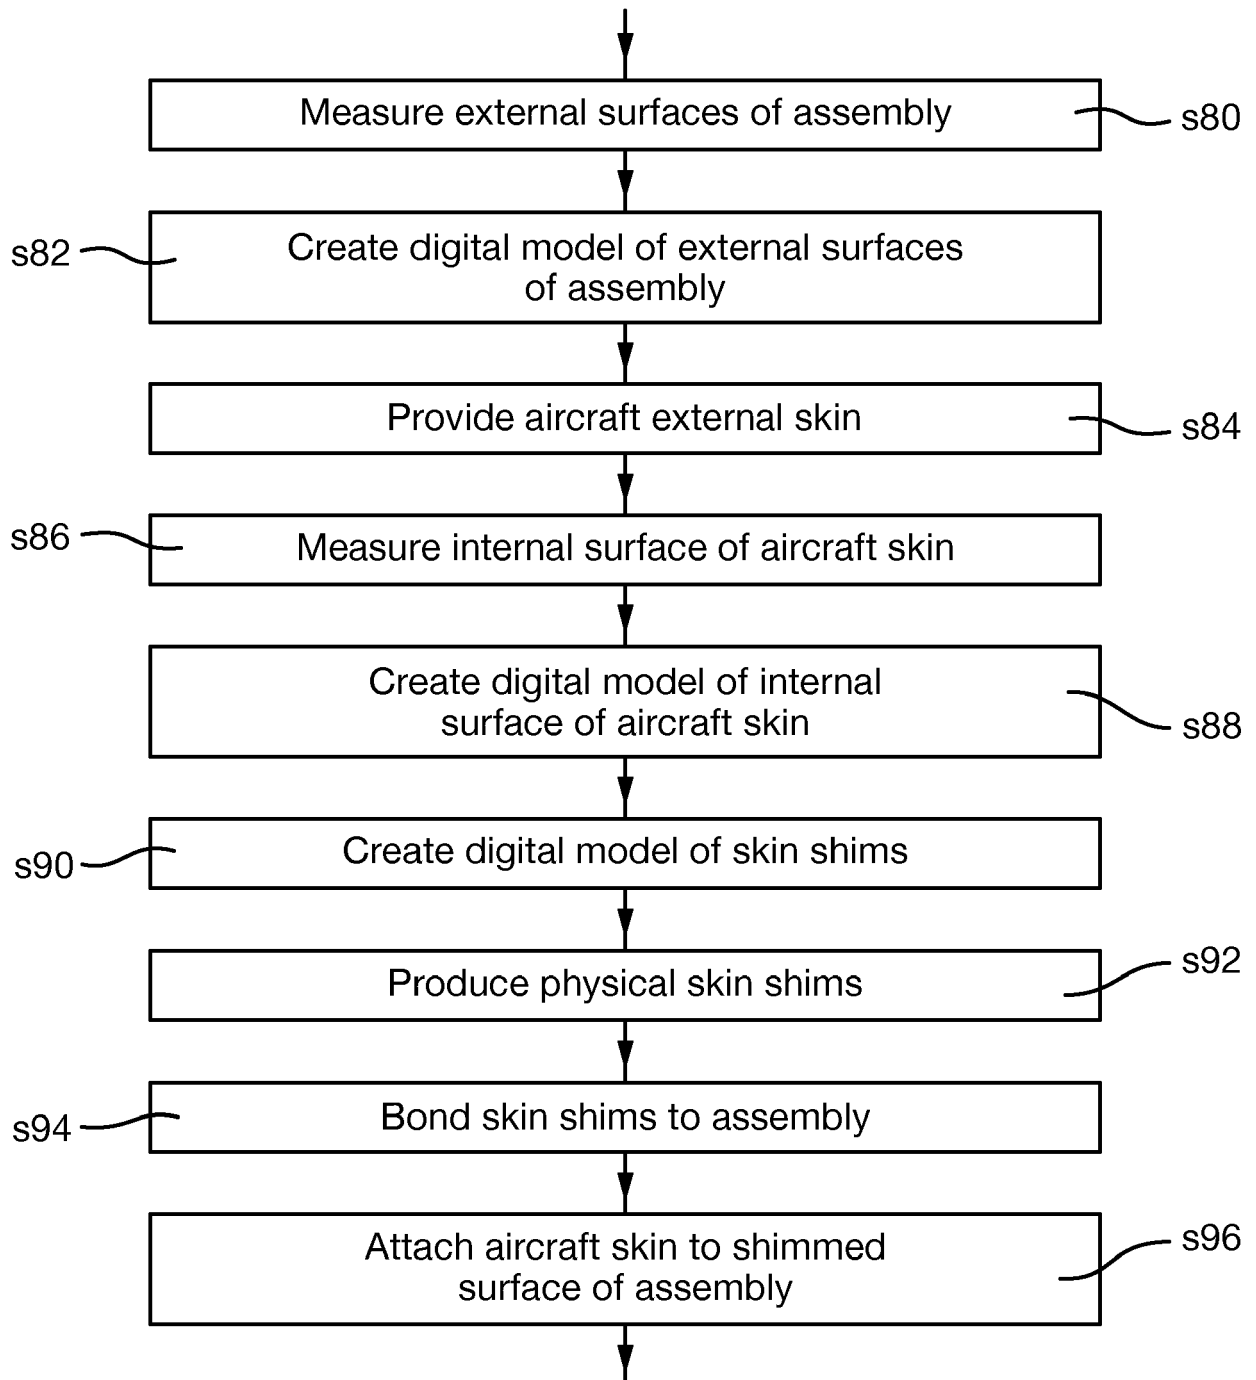 Measure external surfaces of assembly
s80
s82
Create digital model of external surfaces
of assembly
Provide aircraft external skin
s84
s86
Measure internal surface of aircraft skin
Create digital model of internal
surface of aircraft skin
s88
s90
Create digital model of skin shims
Produce physical skin shims
s92
s94
Bond skin shims to assembly
Attach aircraft skin to shimmed
surface of assembly
s96